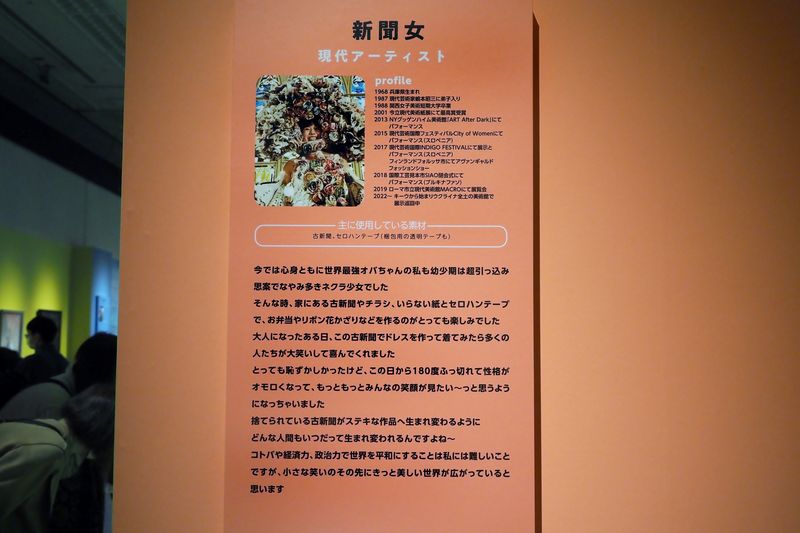 新聞女
現代アーティスト
profile
1968 兵庫県生まれ
1987 現代芸術家嶋本昭三に弟子入り
1988 関西女子美術短期大学卒業
2001 今立現代美術紙展にて最高賞受賞
2013 NYグッゲンハイム美術館「ART After Dark」にて
パフォーマンス
2015 現代芸術国際フェスティバルCity of Womenにて
パフォーマンス(スロベニア)
2017 現代芸術国際INDIGO FESTIVALにて展示と
パフォーマンス(スロベニア)
フィンランドフォルッサ市にてアヴァンギャルド
フォッションショー
2018 国際工芸見本市SIAO閉会式にて
パフォーマンス(ブルキナファソ)
2019 ローマ市立現代美術館MACROにて展覧会
2022〜 キーウから始まりウクライナ全土の美術館で
展示巡回中
主に使用している素材
古新聞、セロハンテープ(梱包用の透明テープも)
今では心身ともに世界最強オバちゃんの私も幼少期は超引っ込み
思案でなやみ多きネクラ少女でした
そんな時、家にある古新聞やチラシ、いらない紙とセロハンテープ
で、お弁当やリボン花かざりなどを作るのがとっても楽しみでした
大人になったある日、この古新聞でドレスを作って着てみたら多くの
人たちが大笑いして喜んでくれました
とっても恥ずかしかったけど、この日から180度ふっ切れて性格が
オモロくなって、もっともっとみんなの笑顔が見たい〜っと思うよう
になっちゃいました
捨てられている古新聞がステキな作品へ生まれ変わるように
どんな人間もいつだって生まれ変われるんですよね〜
コトバや経済力、政治力で世界を平和にすることは私には難しいこと
ですが、小さな笑いのその先にきっと美しい世界が広がっていると
思います